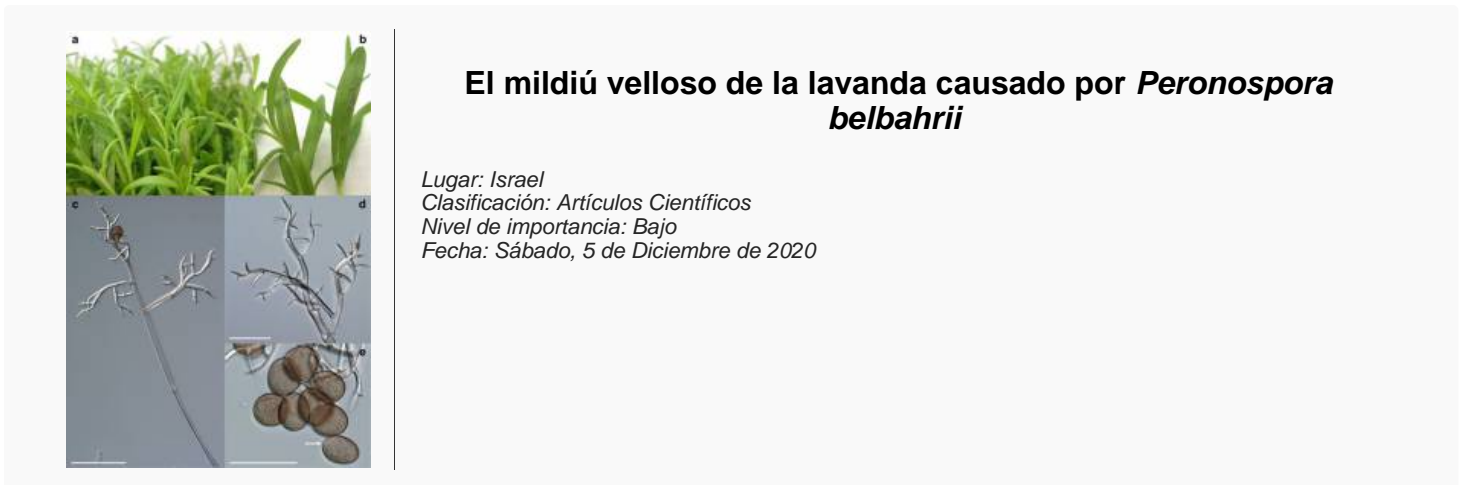 a
b
El mildiú velloso de la lavanda causado por Peronospora
belbahrii
Lugar: Israel
Clasificación: Artículos Científicos
Nivel de importancia: Bajo
Fecha: Sábado, 5 de Diciembre de 2020
c
d
e